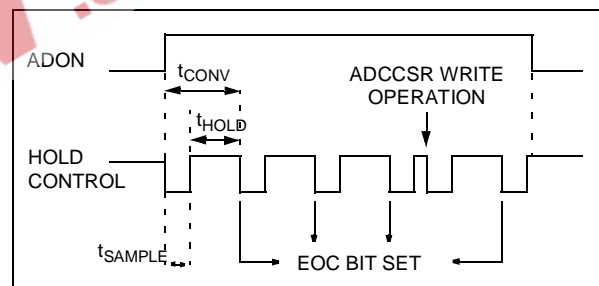 ADON
tCONV
ADCCSR WRITE
OPERATION
tHOLD
HOLD
CONTROL
tSAMPLE
EOC BIT SET